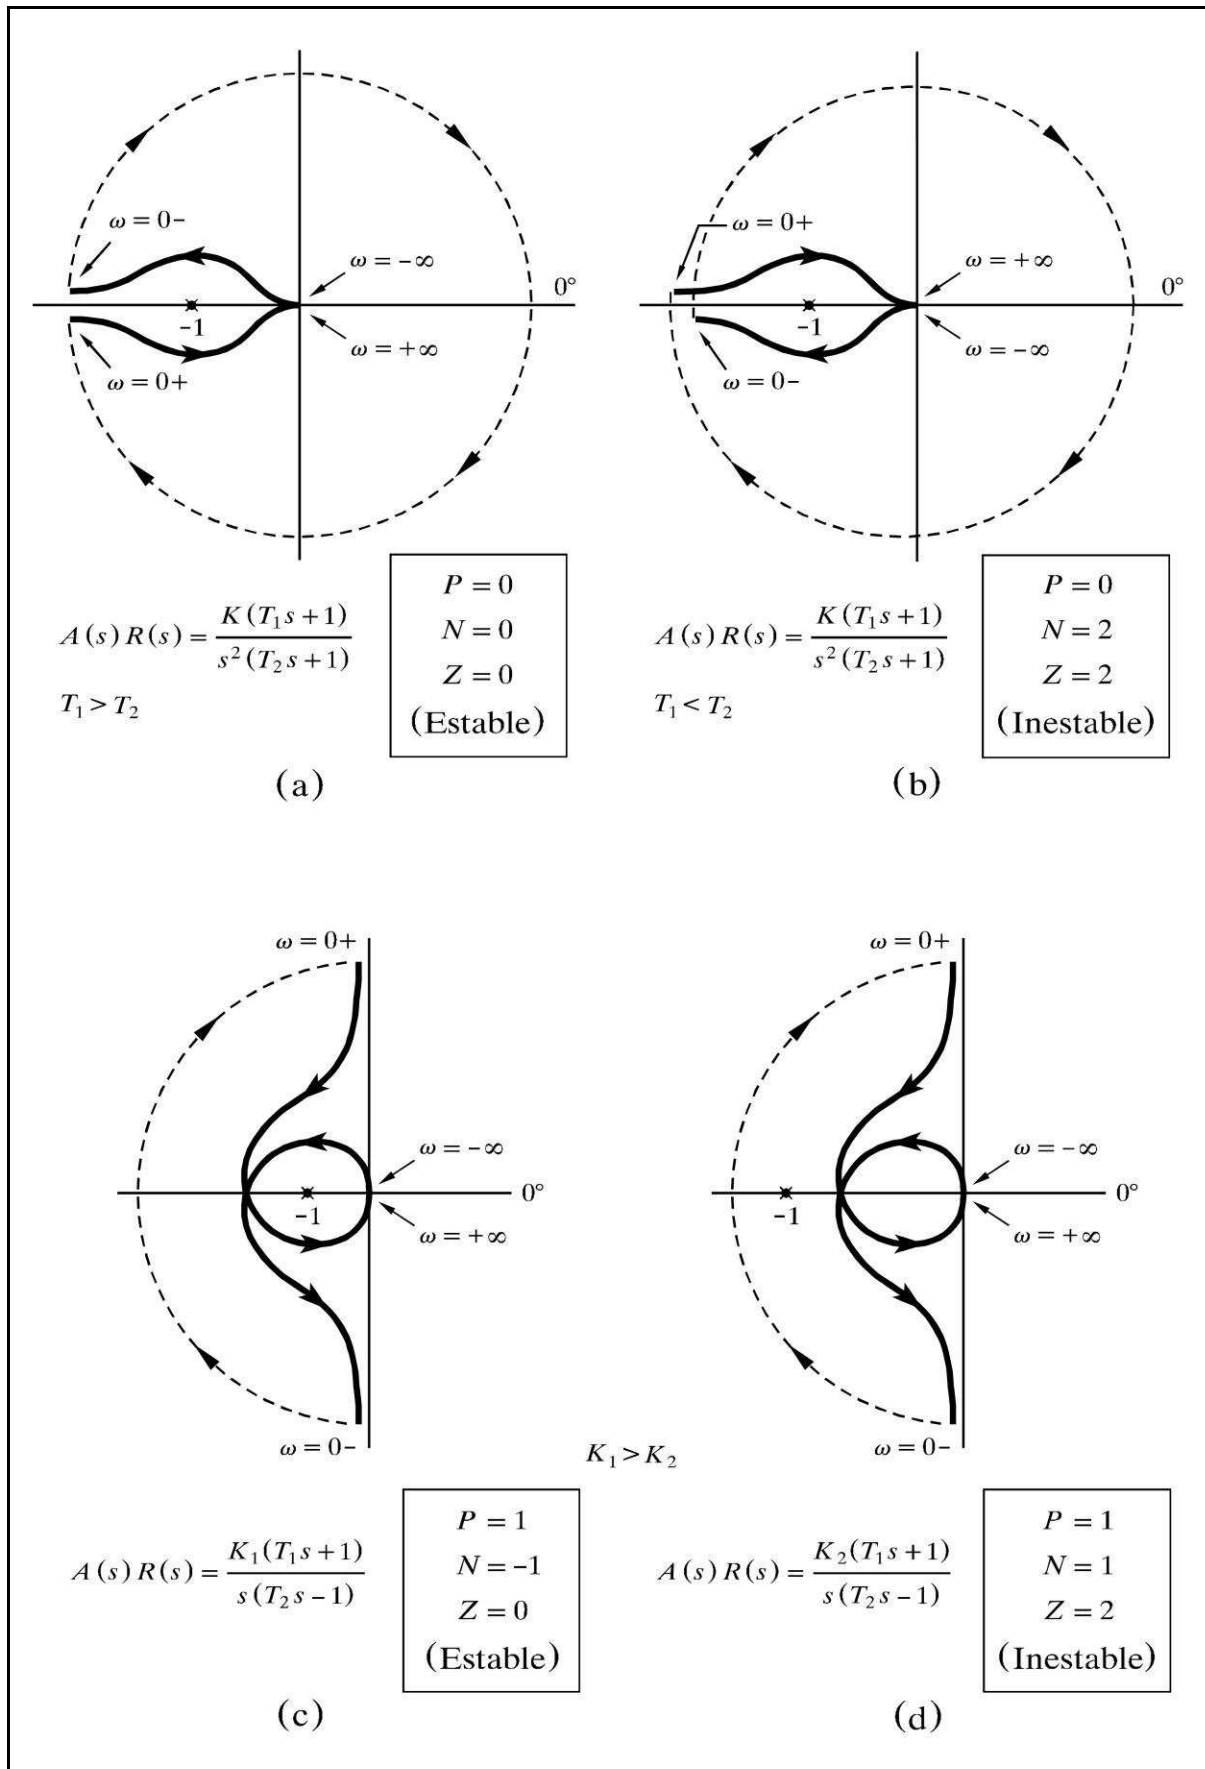 ω = 0−
ω = −∞
0°
−1
ω = +∞
ω = 0+
A(s)R(s) = K(T₁s+1) / s²(T₂s+1)
T₁ > T₂
P = 0
N = 0
Z = 0
(Estable)
(a)
ω = 0+
ω = +∞
0°
−1
ω = −∞
ω = 0−
A(s)R(s) = K(T₁s+1) / s²(T₂s+1)
T₁ < T₂
P = 0
N = 2
Z = 2
(Inestable)
(b)
ω = 0+
ω = −∞
0°
−1
ω = +∞
ω = 0−
K₁ > K₂
A(s)R(s) = K₁(T₁s+1) / s(T₂s−1)
P = 1
N = −1
Z = 0
(Estable)
(c)
ω = 0+
ω = −∞
0°
−1
ω = +∞
ω = 0−
A(s)R(s) = K₂(T₁s+1) / s(T₂s−1)
P = 1
N = 1
Z = 2
(Inestable)
(d)